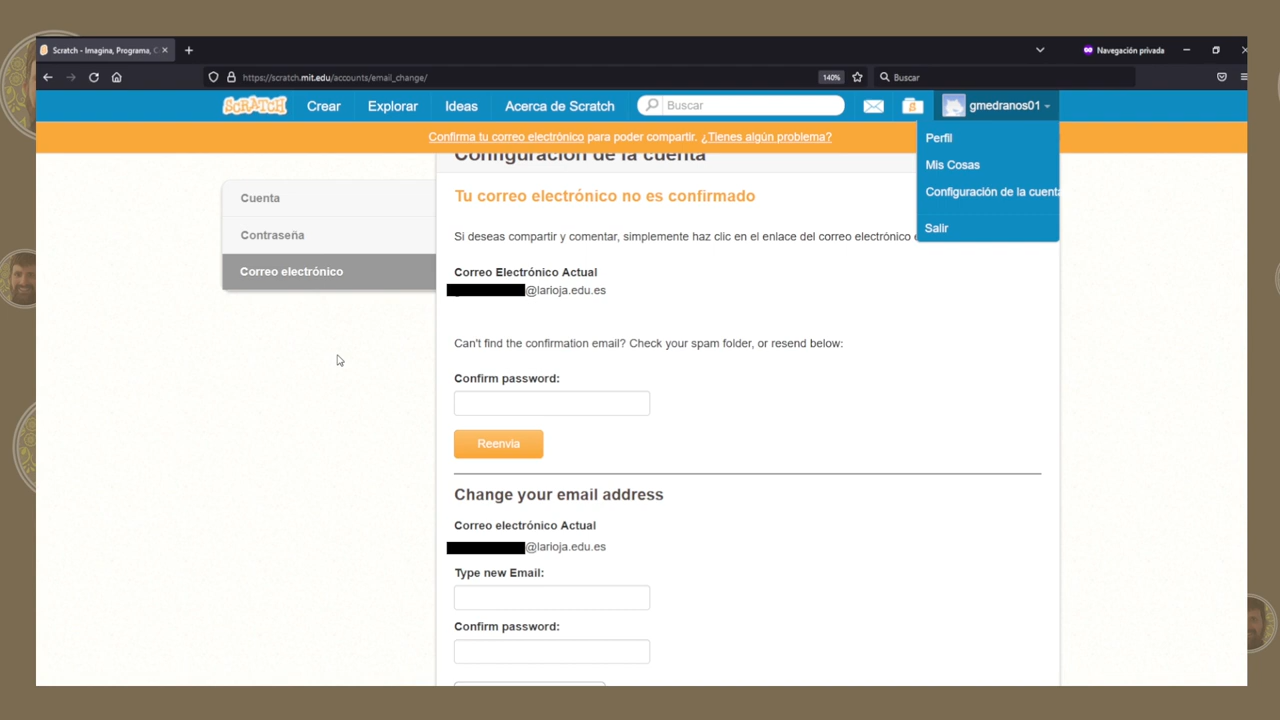 Scratch - Imagina, Programa, C
Navegación privada
https://scratch.mit.edu/accounts/email_change/
140%
Buscar
SCRATCH
Crear
Explorar
Ideas
Acerca de Scratch
Buscar
gmedranos01
Confirma tu correo electrónico para poder compartir. ¿Tienes algún problema?
Perfil
Mis Cosas
Configuración de la cuenta
Salir
Configuración de la cuenta
Cuenta
Contraseña
Correo electrónico
Tu correo electrónico no es confirmado
Si deseas compartir y comentar, simplemente haz clic en el enlace del correo electrónico
Correo Electrónico Actual
@larioja.edu.es
Can't find the confirmation email? Check your spam folder, or resend below:
Confirm password:
Reenvia
Change your email address
Correo electrónico Actual
@larioja.edu.es
Type new Email:
Confirm password: